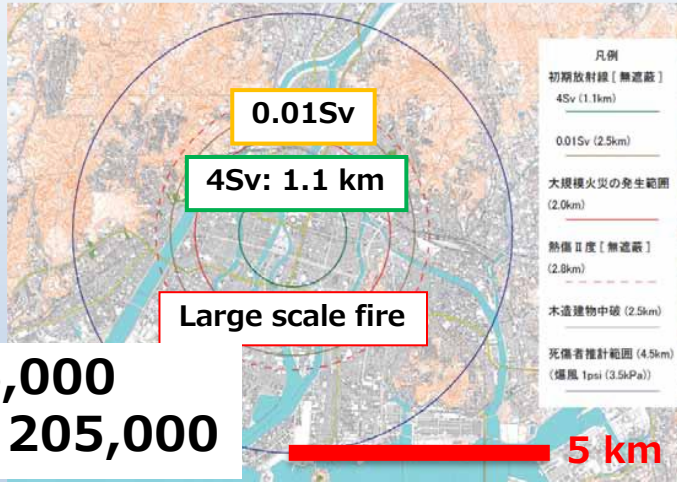 0.01Sv
4Sv: 1.1 km
Large scale fire
,000
205,000
5 km
凡例
初期放射線 [ 無遮蔽 ]
4Sv (1.1km)
0.01Sv (2.5km)
大規模火災の発生範囲
(2.0km)
熱傷Ⅱ度 [ 無遮蔽 ]
(2.8km)
木造建物中破 (2.5km)
死傷者推計範囲 (4.5km)
(爆風 1psi (3.5kPa))